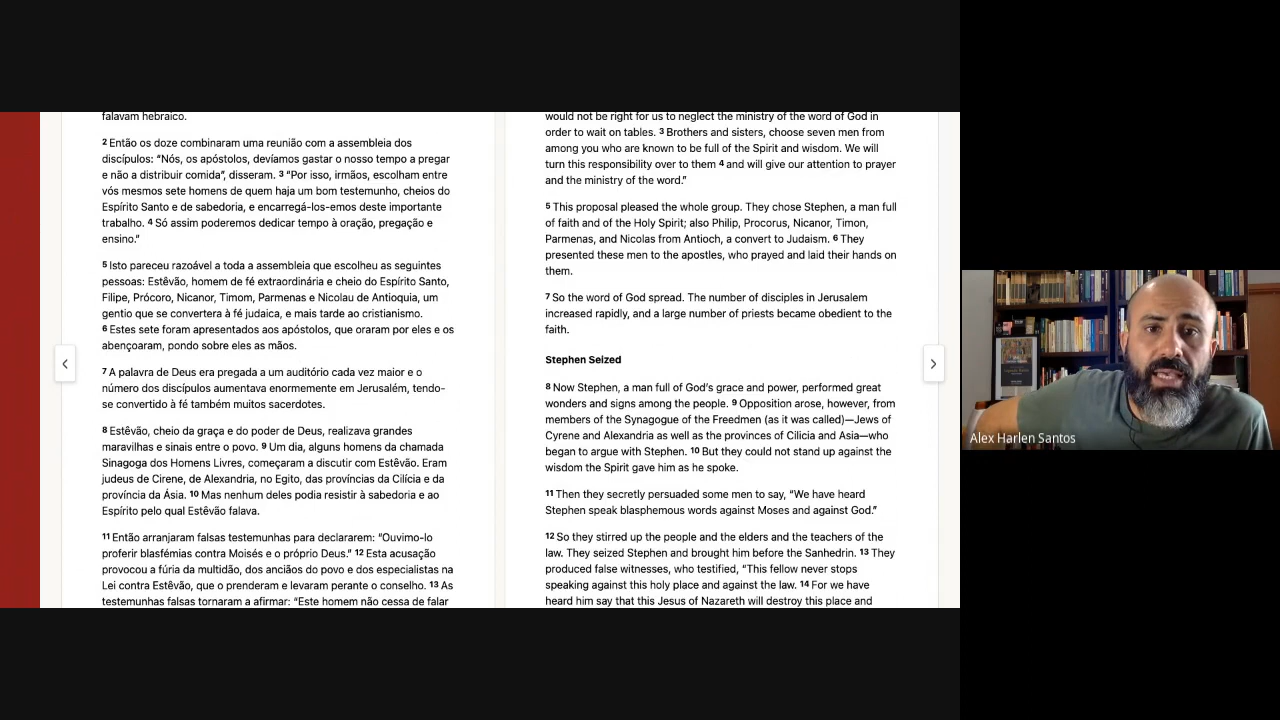 falavam hebraico.
2 Então os doze combinaram uma reunião com a assembleia dos
discípulos: “Nós, os apóstolos, devíamos gastar o nosso tempo a pregar
e não a distribuir comida”, disseram. 3 “Por isso, irmãos, escolham entre
vós mesmos sete homens de quem haja um bom testemunho, cheios do
Espírito Santo e de sabedoria, e encarregá-los-emos deste importante
trabalho. 4 Só assim poderemos dedicar tempo à oração, pregação e
ensino.”
5 Isto pareceu razoável a toda a assembleia que escolheu as seguintes
pessoas: Estêvão, homem de fé extraordinária e cheio do Espírito Santo,
Filipe, Prócoro, Nicanor, Timom, Parmenas e Nicolau de Antioquia, um
gentio que se convertera à fé judaica, e mais tarde ao cristianismo.
6 Estes sete foram apresentados aos apóstolos, que oraram por eles e os
abençoaram, pondo sobre eles as mãos.
7 A palavra de Deus era pregada a um auditório cada vez maior e o
número dos discípulos aumentava enormemente em Jerusalém, tendo-
se convertido à fé também muitos sacerdotes.
8 Estêvão, cheio da graça e do poder de Deus, realizava grandes
maravilhas e sinais entre o povo. 9 Um dia, alguns homens da chamada
Sinagoga dos Homens Livres, começaram a discutir com Estêvão. Eram
judeus de Cirene, de Alexandria, no Egito, das províncias da Cilícia e da
província da Ásia. 10 Mas nenhum deles podia resistir à sabedoria e ao
Espírito pelo qual Estêvão falava.
11 Então arranjaram falsas testemunhas para declararem: “Ouvimo-lo
proferir blasfémias contra Moisés e o próprio Deus.” 12 Esta acusação
provocou a fúria da multidão, dos anciãos do povo e dos especialistas na
Lei contra Estêvão, que o prenderam e levaram perante o conselho. 13 As
testemunhas falsas tornaram a afirmar: “Este homem não cessa de falar
would not be right for us to neglect the ministry of the word of God in
order to wait on tables. 3 Brothers and sisters, choose seven men from
among you who are known to be full of the Spirit and wisdom. We will
turn this responsibility over to them 4 and will give our attention to prayer
and the ministry of the word.”
5 This proposal pleased the whole group. They chose Stephen, a man full
of faith and of the Holy Spirit; also Philip, Procorus, Nicanor, Timon,
Parmenas, and Nicolas from Antioch, a convert to Judaism. 6 They
presented these men to the apostles, who prayed and laid their hands on
them.
7 So the word of God spread. The number of disciples in Jerusalem
increased rapidly, and a large number of priests became obedient to the
faith.
Stephen Seized
8 Now Stephen, a man full of God’s grace and power, performed great
wonders and signs among the people. 9 Opposition arose, however, from
members of the Synagogue of the Freedmen (as it was called)—Jews of
Cyrene and Alexandria as well as the provinces of Cilicia and Asia—who
began to argue with Stephen. 10 But they could not stand up against the
wisdom the Spirit gave him as he spoke.
11 Then they secretly persuaded some men to say, “We have heard
Stephen speak blasphemous words against Moses and against God.”
12 So they stirred up the people and the elders and the teachers of the
law. They seized Stephen and brought him before the Sanhedrin. 13 They
produced false witnesses, who testified, “This fellow never stops
speaking against this holy place and against the law. 14 For we have
heard him say that this Jesus of Nazareth will destroy this place and
Alex Harlen Santos